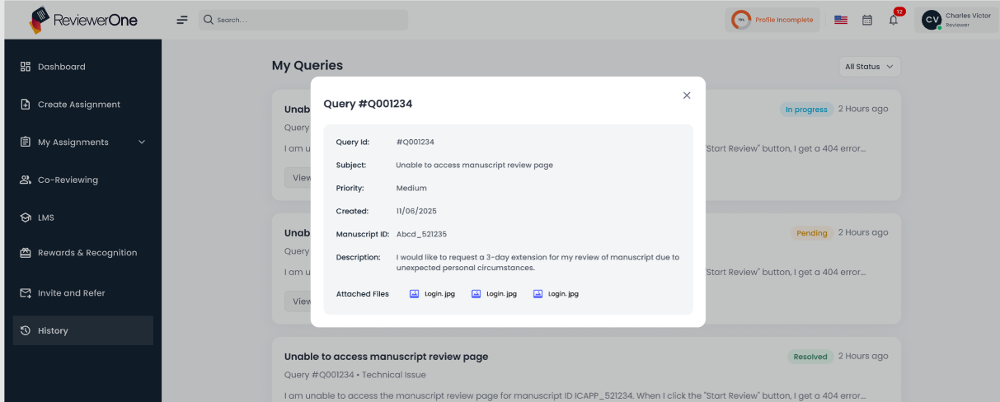 ReviewerOne
Search...
Profile Incomplete
12
CV
Charles Victor
Reviewer
Dashboard
Create Assignment
My Assignments
Co-Reviewing
LMS
Rewards & Recognition
Invite and Refer
History
My Queries
All Status
Unab
In progress
2 Hours ago
Query
I am u
"Start Review" button, I get a 404 error...
View
Query #Q001234
Query Id: #Q001234
Subject: Unable to access manuscript review page
Priority: Medium
Created: 11/06/2025
Manuscript ID: Abcd_521235
Description: I would like to request a 3-day extension for my review of manuscript due to
unexpected personal circumstances.
Attached Files Login.jpg Login.jpg Login.jpg
Unab
Pending
2 Hours ago
Query
I am u
"Start Review" button, I get a 404 error...
View
Unable to access manuscript review page
Resolved
2 Hours ago
Query #Q001234 • Technical Issue
I am unable to access the manuscript review page for manuscript ID ICAPP_521234. When I click the "Start Review" button, I get a 404 error...